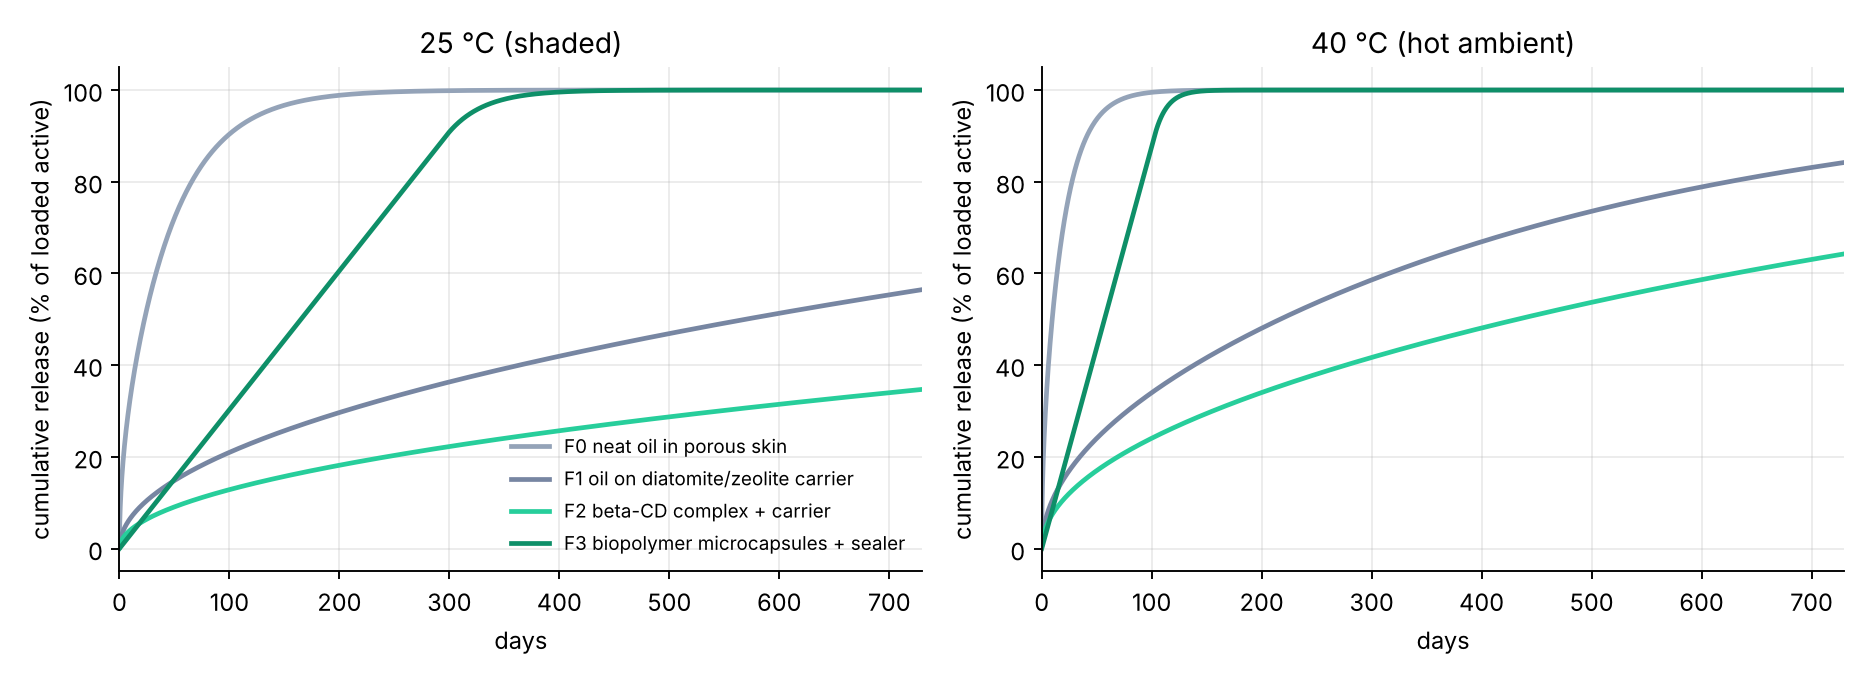 25 °C (shaded)
cumulative release (% of loaded active)
100
80
60
40
20
0
F0 neat oil in porous skin
F1 oil on diatomite/zeolite carrier
F2 beta-CD complex + carrier
F3 biopolymer microcapsules + sealer
0 100 200 300 400 500 600 700
days
40 °C (hot ambient)
cumulative release (% of loaded active)
100
80
60
40
20
0
0 100 200 300 400 500 600 700
days